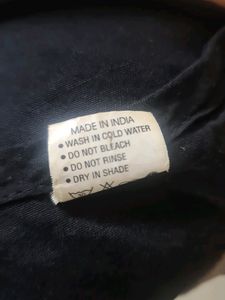 MADE IN INDIA
• WASH IN COLD WATER
• DO NOT BLEACH
• DO NOT RINSE
• DRY IN SHADE